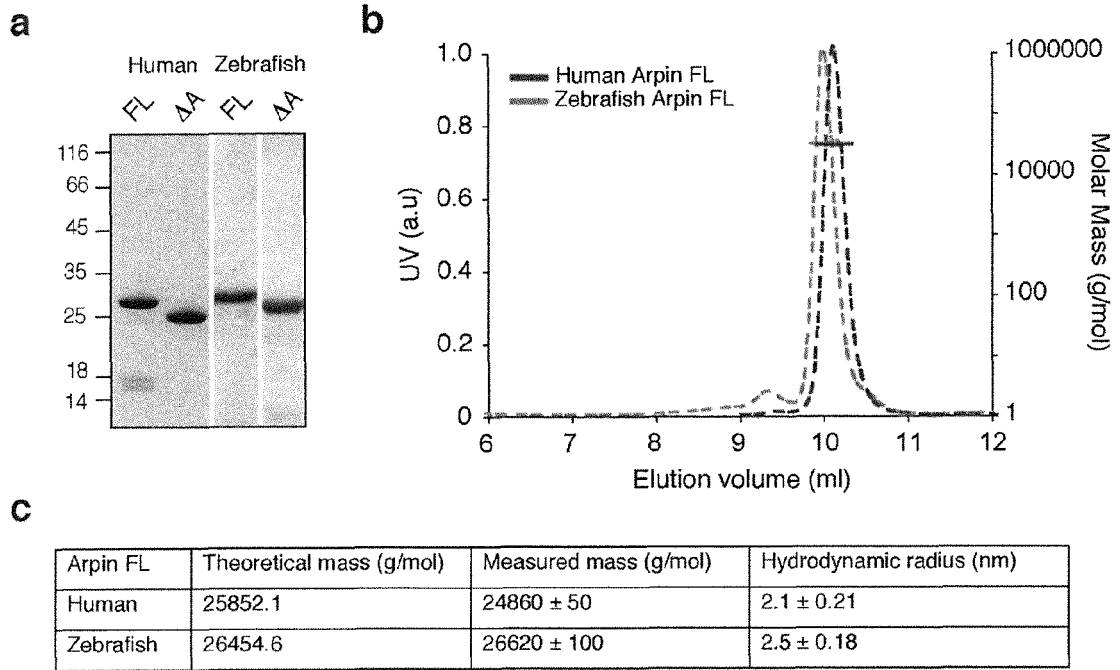 a
Human Zebrafish
FL ΔA FL ΔA
116
66
45
35
25
18
14
b
Human Arpin FL
Zebrafish Arpin FL
1.0
0.8
0.6
0.4
0.2
0
UV (a.u)
6 7 8 9 10 11 12
Elution volume (ml)
1000000
10000
100
1
Molar Mass (g/mol)
c
Arpin FL Theoretical mass (g/mol) Measured mass (g/mol) Hydrodynamic radius (nm)
Human 25852.1 24860 ± 50 2.1 ± 0.21
Zebrafish 26454.6 26620 ± 100 2.5 ± 0.18